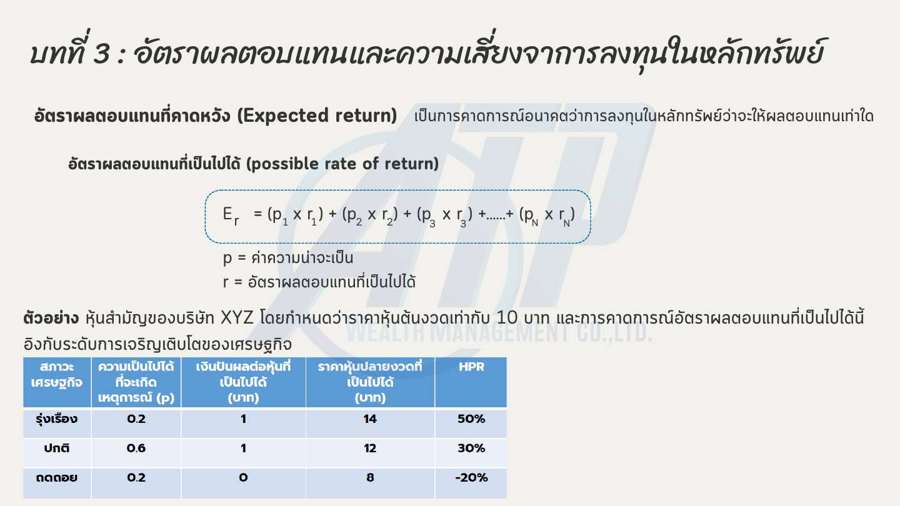 บทที่ 3 : อัตราผลตอบแทนและความเสี่ยงจาการลงทุนในหลักทรัพย์
อัตราผลตอบแทนที่คาดหวัง (Expected return) เป็นการคาดการณ์อนาคตว่าการลงทุนในหลักทรัพย์ว่าจะให้ผลตอบแทนเท่าใด
อัตราผลตอบแทนที่เป็นไปได้ (possible rate of return)
Er = (p1 x r1) + (p2 x r2) + (p3 x r3) +......+ (pN x rN)
p = ค่าความน่าจะเป็น
r = อัตราผลตอบแทนที่เป็นไปได้
ตัวอย่าง หุ้นสามัญของบริษัท XYZ โดยกำหนดว่าราคาหุ้นต้นงวดเท่ากับ 10 บาท และการคาดการณ์อัตราผลตอบแทนที่เป็นไปได้นี้
อิงกับระดับการเจริญเติบโตของเศรษฐกิจ
ATP
WEALTH MANAGEMENT CO.,LTD.
สภาวะเศรษฐกิจ ความเป็นไปได้ที่จะเกิดเหตุการณ์ (p) เงินปันผลต่อหุ้นที่เป็นไปได้ (บาท) ราคาหุ้นปลายงวดที่เป็นไปได้ (บาท) HPR
รุ่งเรือง 0.2 1 14 50%
ปกติ 0.6 1 12 30%
ถดถอย 0.2 0 8 -20%